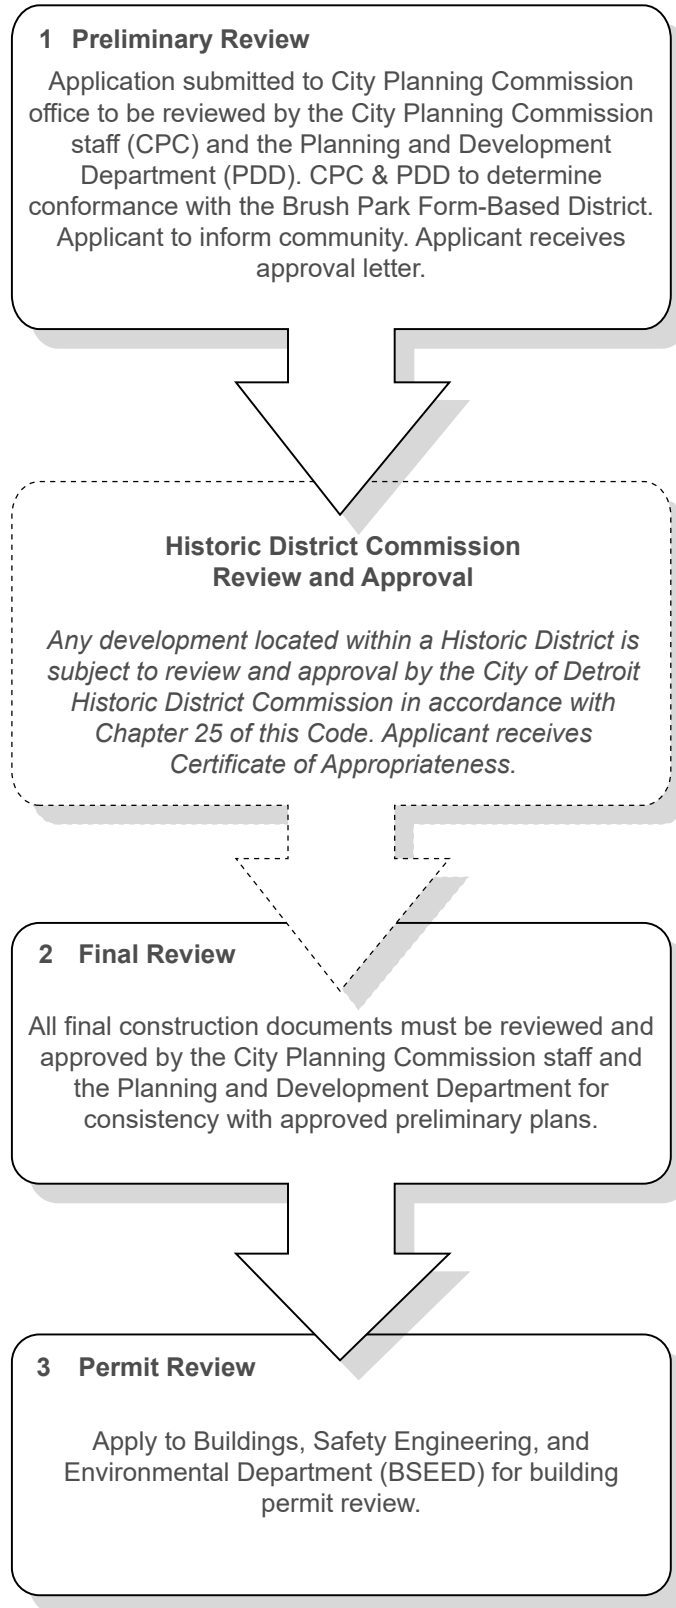 1 Preliminary Review
Application submitted to City Planning Commission
office to be reviewed by the City Planning Commission
staff (CPC) and the Planning and Development
Department (PDD). CPC & PDD to determine
conformance with the Brush Park Form-Based District.
Applicant to inform community. Applicant receives
approval letter.
Historic District Commission
Review and Approval
Any development located within a Historic District is
subject to review and approval by the City of Detroit
Historic District Commission in accordance with
Chapter 25 of this Code. Applicant receives
Certificate of Appropriateness.
2 Final Review
All final construction documents must be reviewed and
approved by the City Planning Commission staff and
the Planning and Development Department for
consistency with approved preliminary plans.
3 Permit Review
Apply to Buildings, Safety Engineering, and
Environmental Department (BSEED) for building
permit review.